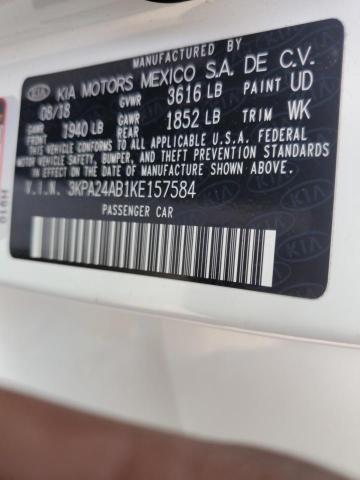 MANUFACTURED BY
KIA KIA MOTORS MEXICO S.A. DE C.V.
08/18 GVWR 3616 LB PAINT UD
GAWR FRONT 1940 LB GAWR REAR 1852 LB TRIM WK
THIS VEHICLE CONFORMS TO ALL APPLICABLE U.S.A. FEDERAL
MOTOR VEHICLE SAFETY, BUMPER, AND THEFT PREVENTION STANDARDS
IN EFFECT ON THE DATE OF MANUFACTURE SHOWN ABOVE.
V.I.N. 3KPA24AB1KE157584
PASSENGER CAR